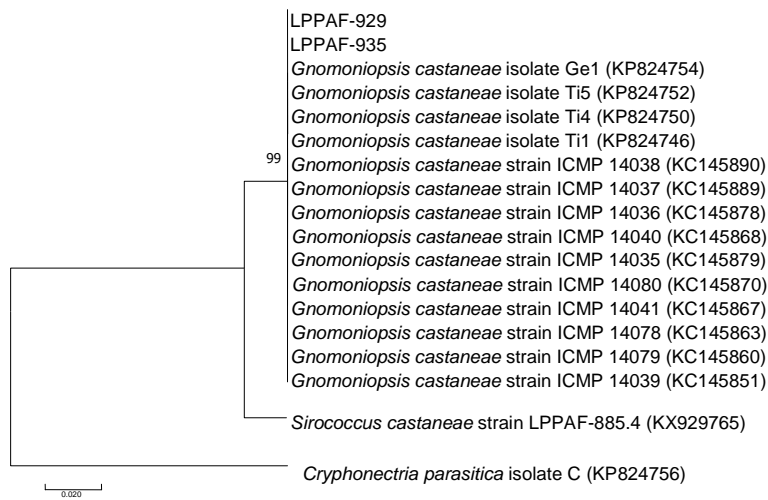 LPPAF-929
LPPAF-935
Gnomoniopsis castaneae isolate Ge1 (KP824754)
Gnomoniopsis castaneae isolate Ti5 (KP824752)
Gnomoniopsis castaneae isolate Ti4 (KP824750)
Gnomoniopsis castaneae isolate Ti1 (KP824746)
99
Gnomoniopsis castaneae strain ICMP 14038 (KC145890)
Gnomoniopsis castaneae strain ICMP 14037 (KC145889)
Gnomoniopsis castaneae strain ICMP 14036 (KC145878)
Gnomoniopsis castaneae strain ICMP 14040 (KC145868)
Gnomoniopsis castaneae strain ICMP 14035 (KC145879)
Gnomoniopsis castaneae strain ICMP 14080 (KC145870)
Gnomoniopsis castaneae strain ICMP 14041 (KC145867)
Gnomoniopsis castaneae strain ICMP 14078 (KC145863)
Gnomoniopsis castaneae strain ICMP 14079 (KC145860)
Gnomoniopsis castaneae strain ICMP 14039 (KC145851)
Sirococcus castaneae strain LPPAF-885.4 (KX929765)
Cryphonectria parasitica isolate C (KP824756)
0.020